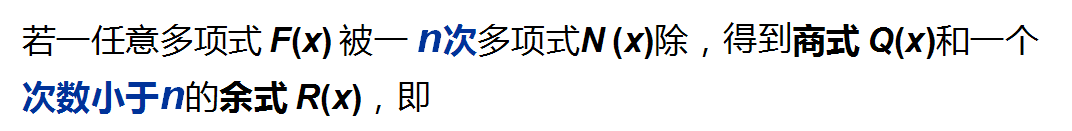 若一任意多项式 F(x) 被一 n次多项式N (x)除，得到商式 Q(x)和一个
次数小于n的余式 R(x)，即